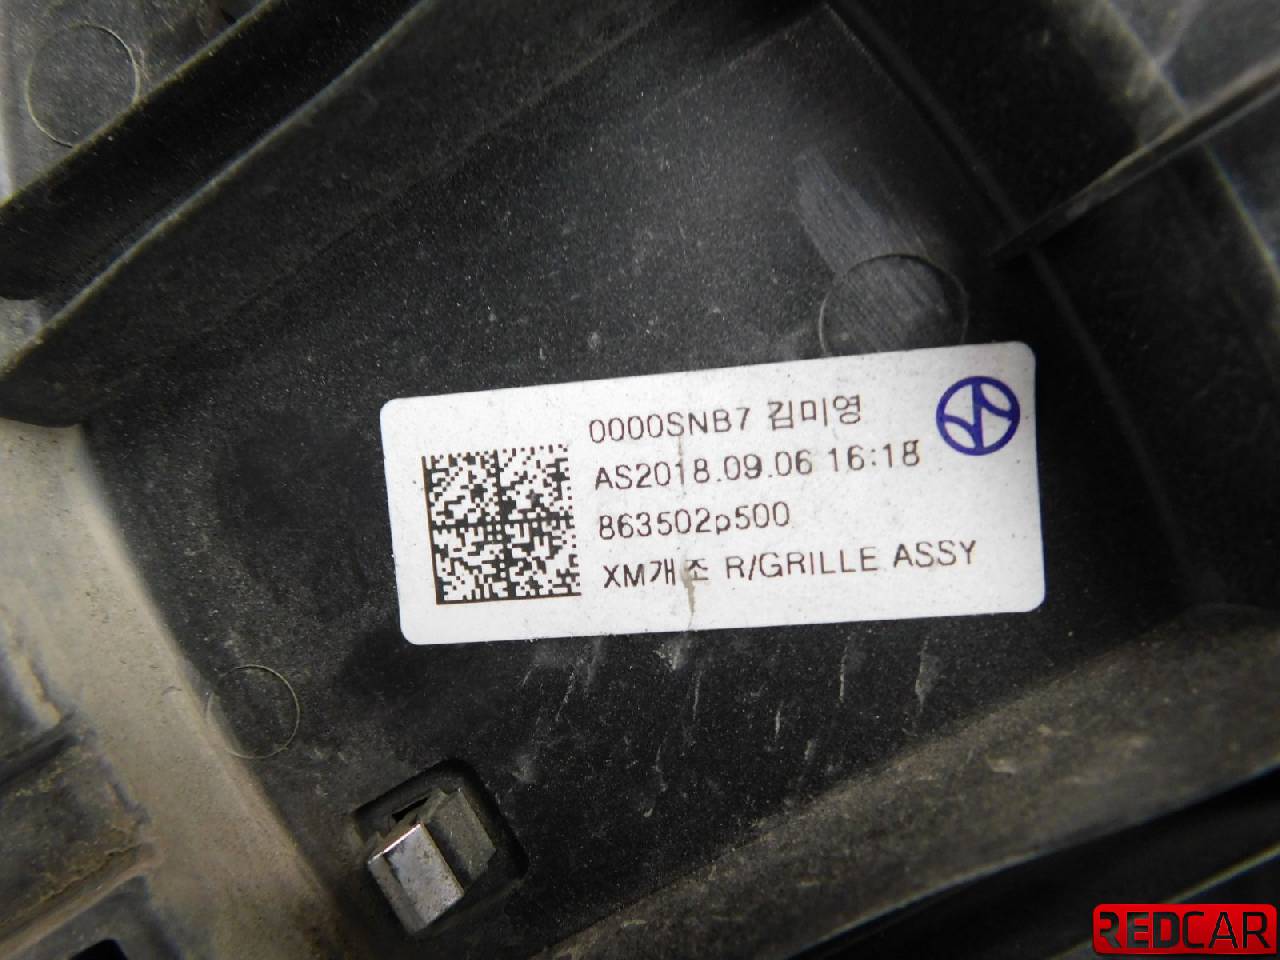 0000SNB7 김미영
AS2018.09.06 16:18
863502p500
XM개조 R/GRILLE ASSY
REDCAR